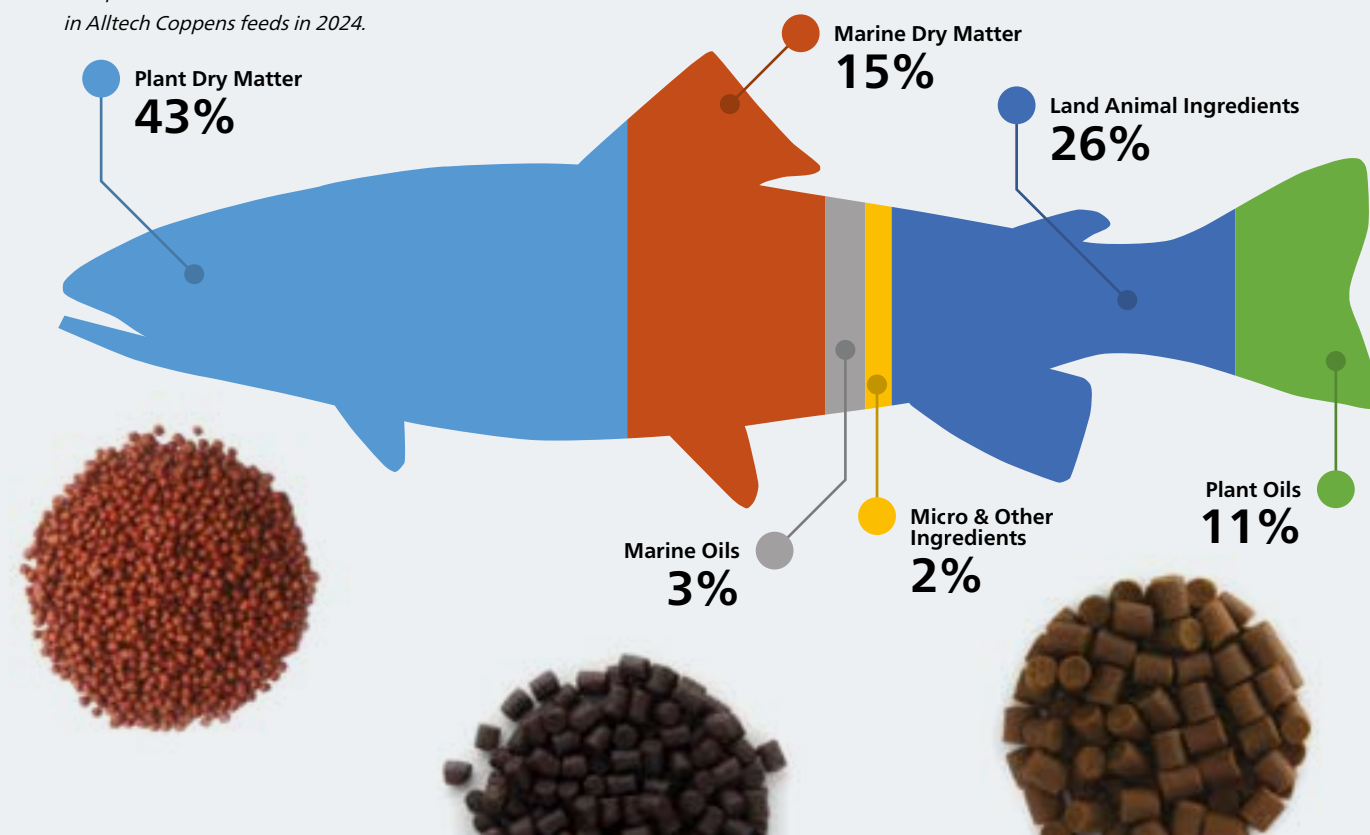 in Alltech Coppens feeds in 2024.
Plant Dry Matter
43%
Marine Dry Matter
15%
Land Animal Ingredients
26%
Marine Oils
3%
Micro & Other
Ingredients
2%
Plant Oils
11%